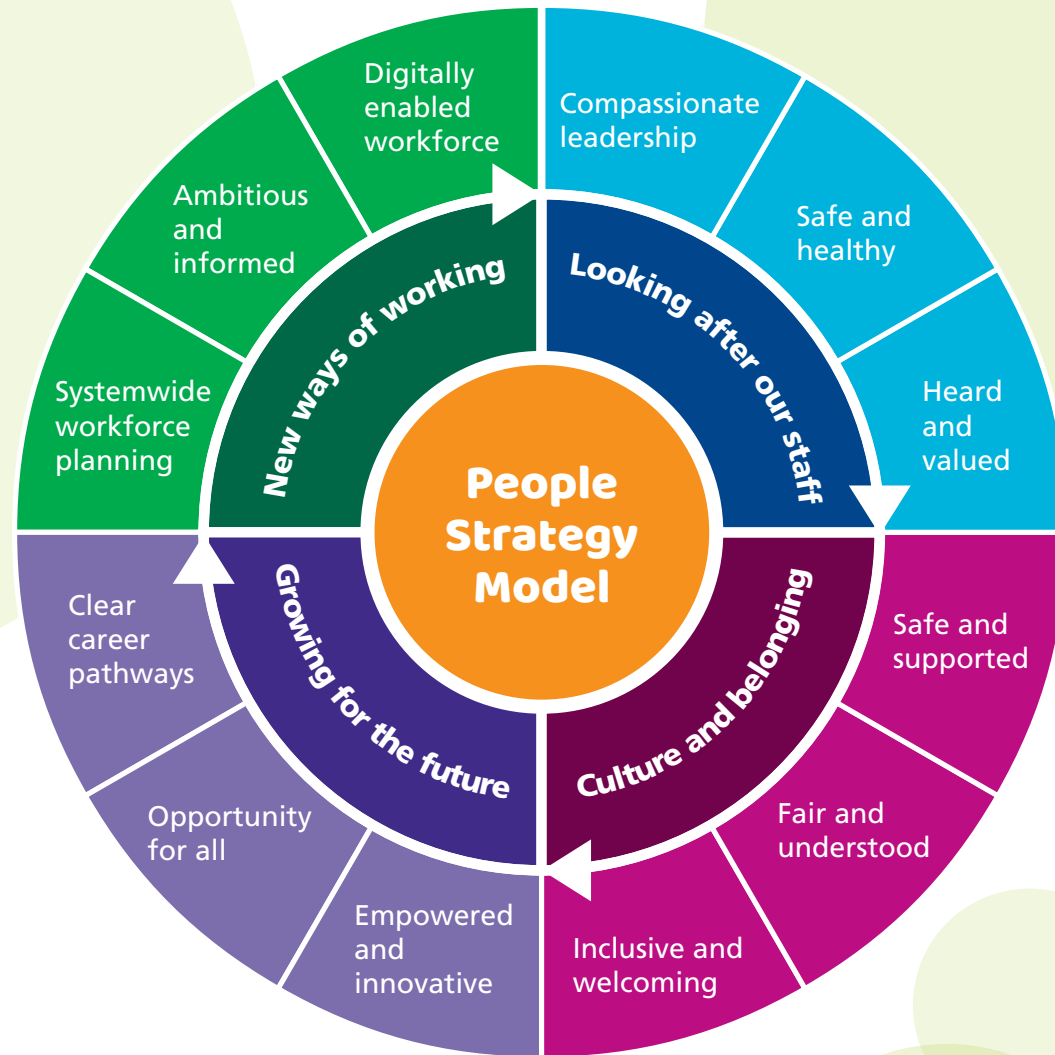 People
Strategy
Model
Looking after our staff
Compassionate
leadership
Safe and
healthy
Heard
and
valued
Culture and belonging
Safe and
supported
Fair and
understood
Inclusive and
welcoming
Growing for the future
Empowered
and
innovative
Opportunity
for all
Clear
career
pathways
New ways of working
Systemwide
workforce
planning
Ambitious
and
informed
Digitally
enabled
workforce